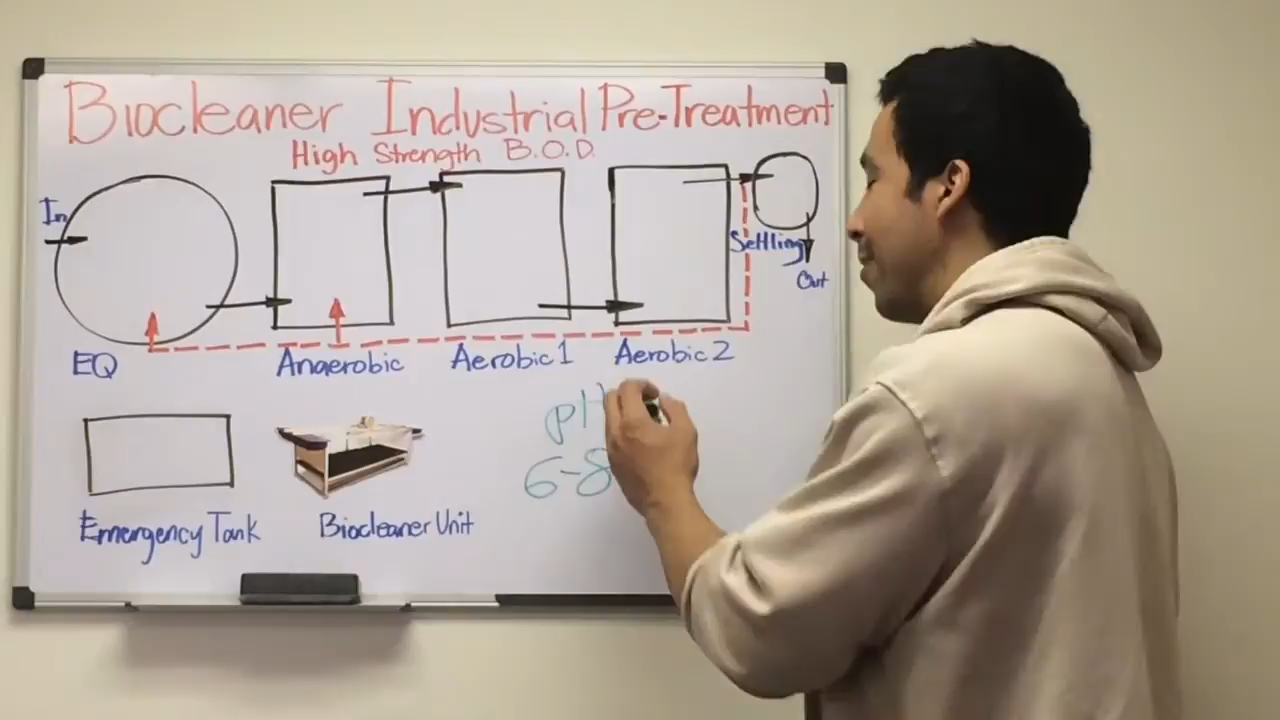 Biocleaner Industrial Pre-Treatment
High Strength B.O.D.
In
Settling
Out
EQ
Anaerobic
Aerobic 1
Aerobic 2
pH
6-8
Emergency Tank
Biocleaner Unit